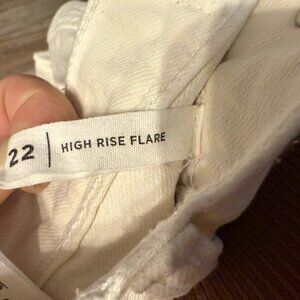 22 | HIGH RISE FLARE